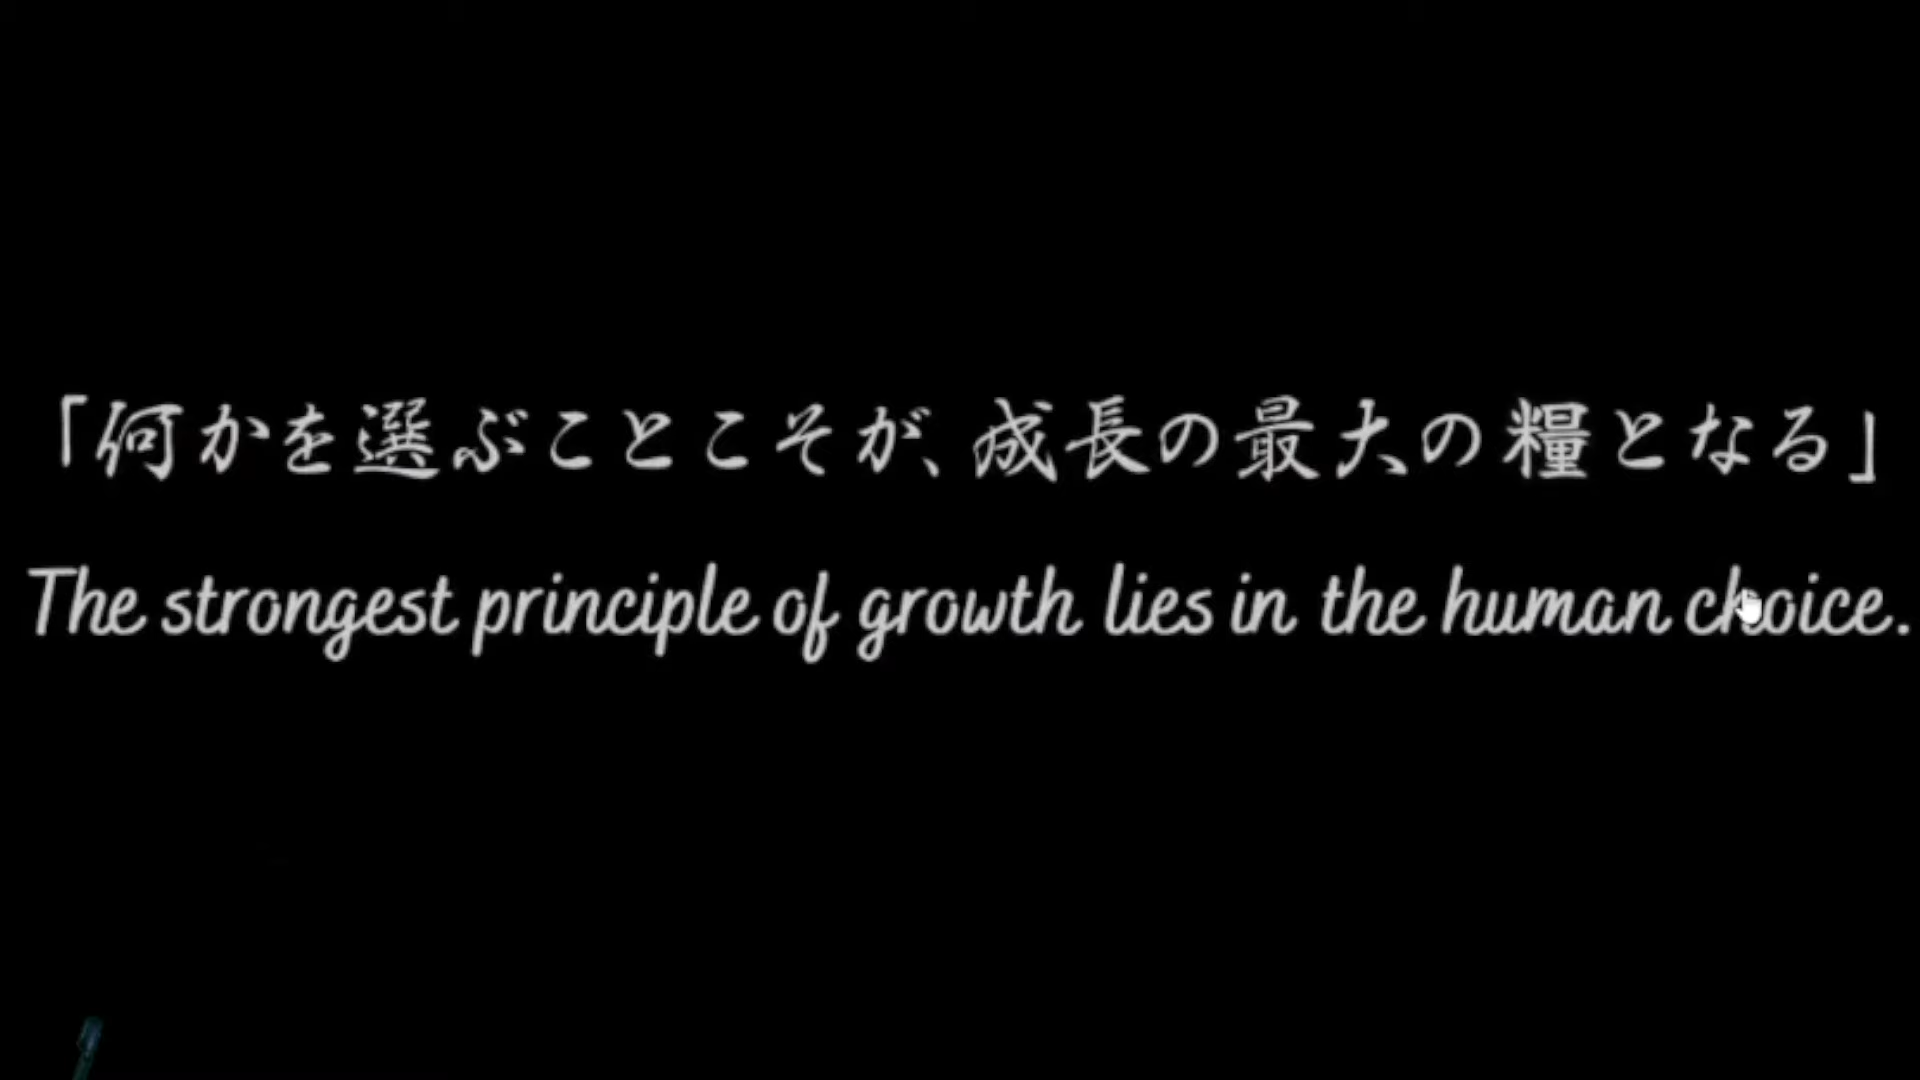 「何かを選ぶことこそが、成長の最大の糧となる」
The strongest principle of growth lies in the human choice.